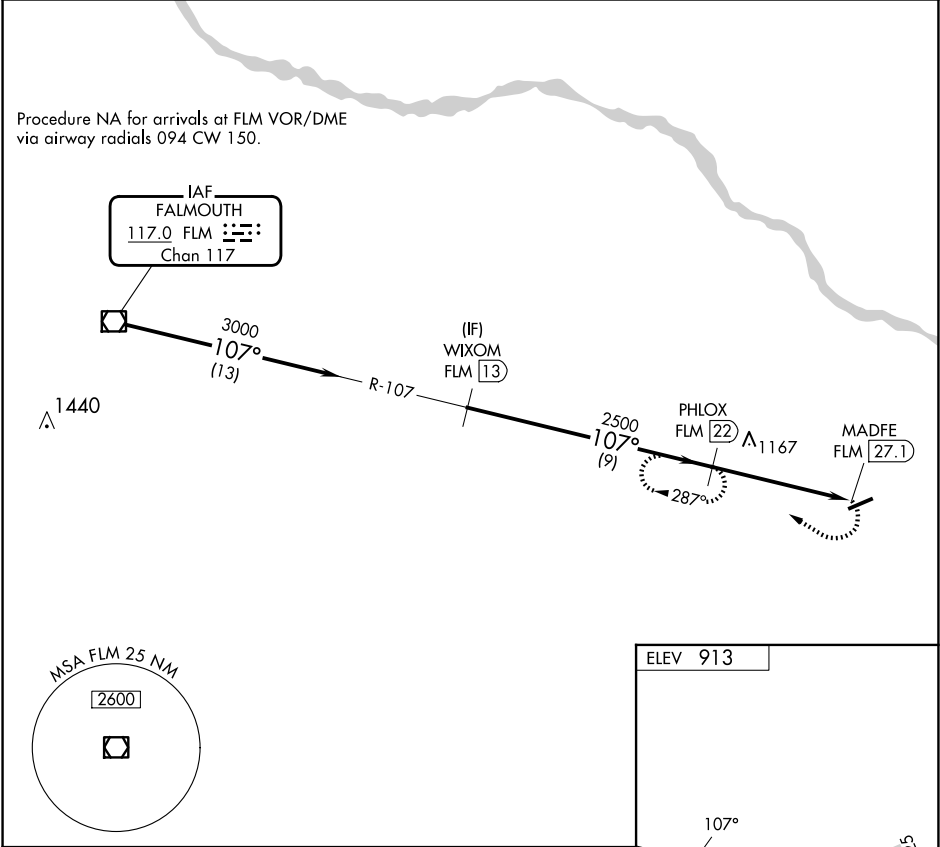 Procedure NA for arrivals at FLM VOR/DME
via airway radials 094 CW 150.
IAF
FALMOUTH
117.0 FLM
Chan 117
3000
107°
(13)
R-107
(IF)
WIXOM
FLM 13
1440
2500
107°
(9)
PHLOX
FLM 22
1167
MADFE
FLM 27.1
287°
MSA FLM 25 NM
2600
ELEV 913
107°